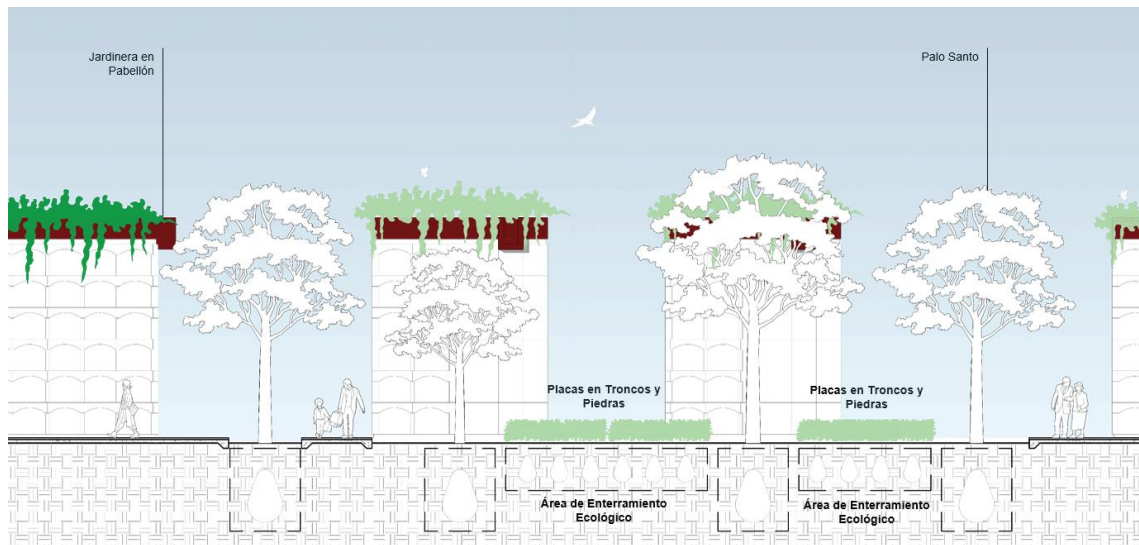 Jardinera en
Pabellón
Palo Santo
Placas en Troncos y
Piedras
Placas en Troncos y
Piedras
Área de Enterramiento
Ecológico
Área de Enterramiento
Ecológico